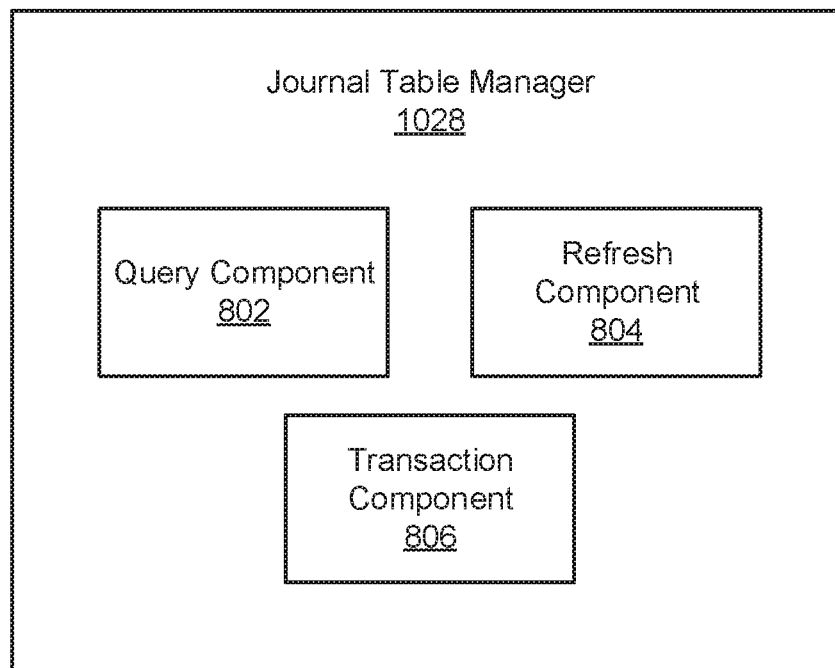 Journal Table Manager
1028
Query Component
802
Refresh
Component
804
Transaction
Component
806